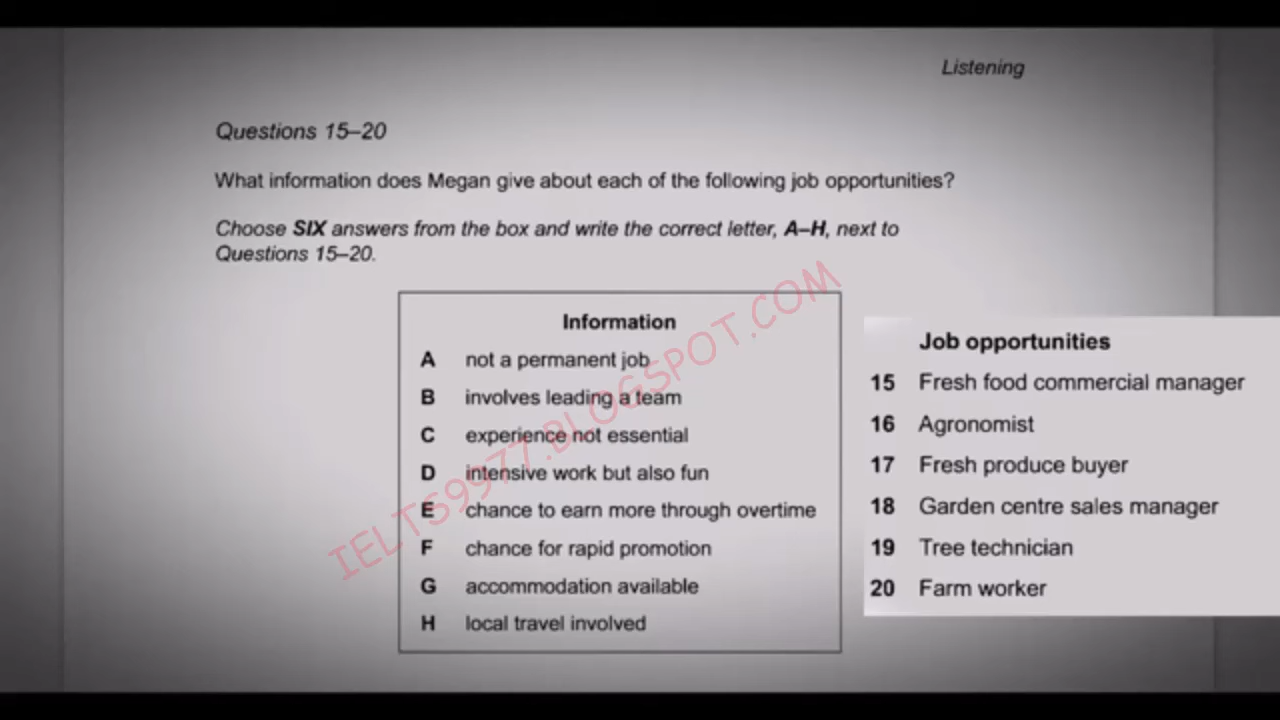 Listening
Questions 15–20
What information does Megan give about each of the following job opportunities?
Choose SIX answers from the box and write the correct letter, A–H, next to
Questions 15–20.
Information
A not a permanent job
B involves leading a team
C experience not essential
D intensive work but also fun
E chance to earn more through overtime
F chance for rapid promotion
G accommodation available
H local travel involved
Job opportunities
15 Fresh food commercial manager
16 Agronomist
17 Fresh produce buyer
18 Garden centre sales manager
19 Tree technician
20 Farm worker
IELTS9977.BLOGSPOT.COM